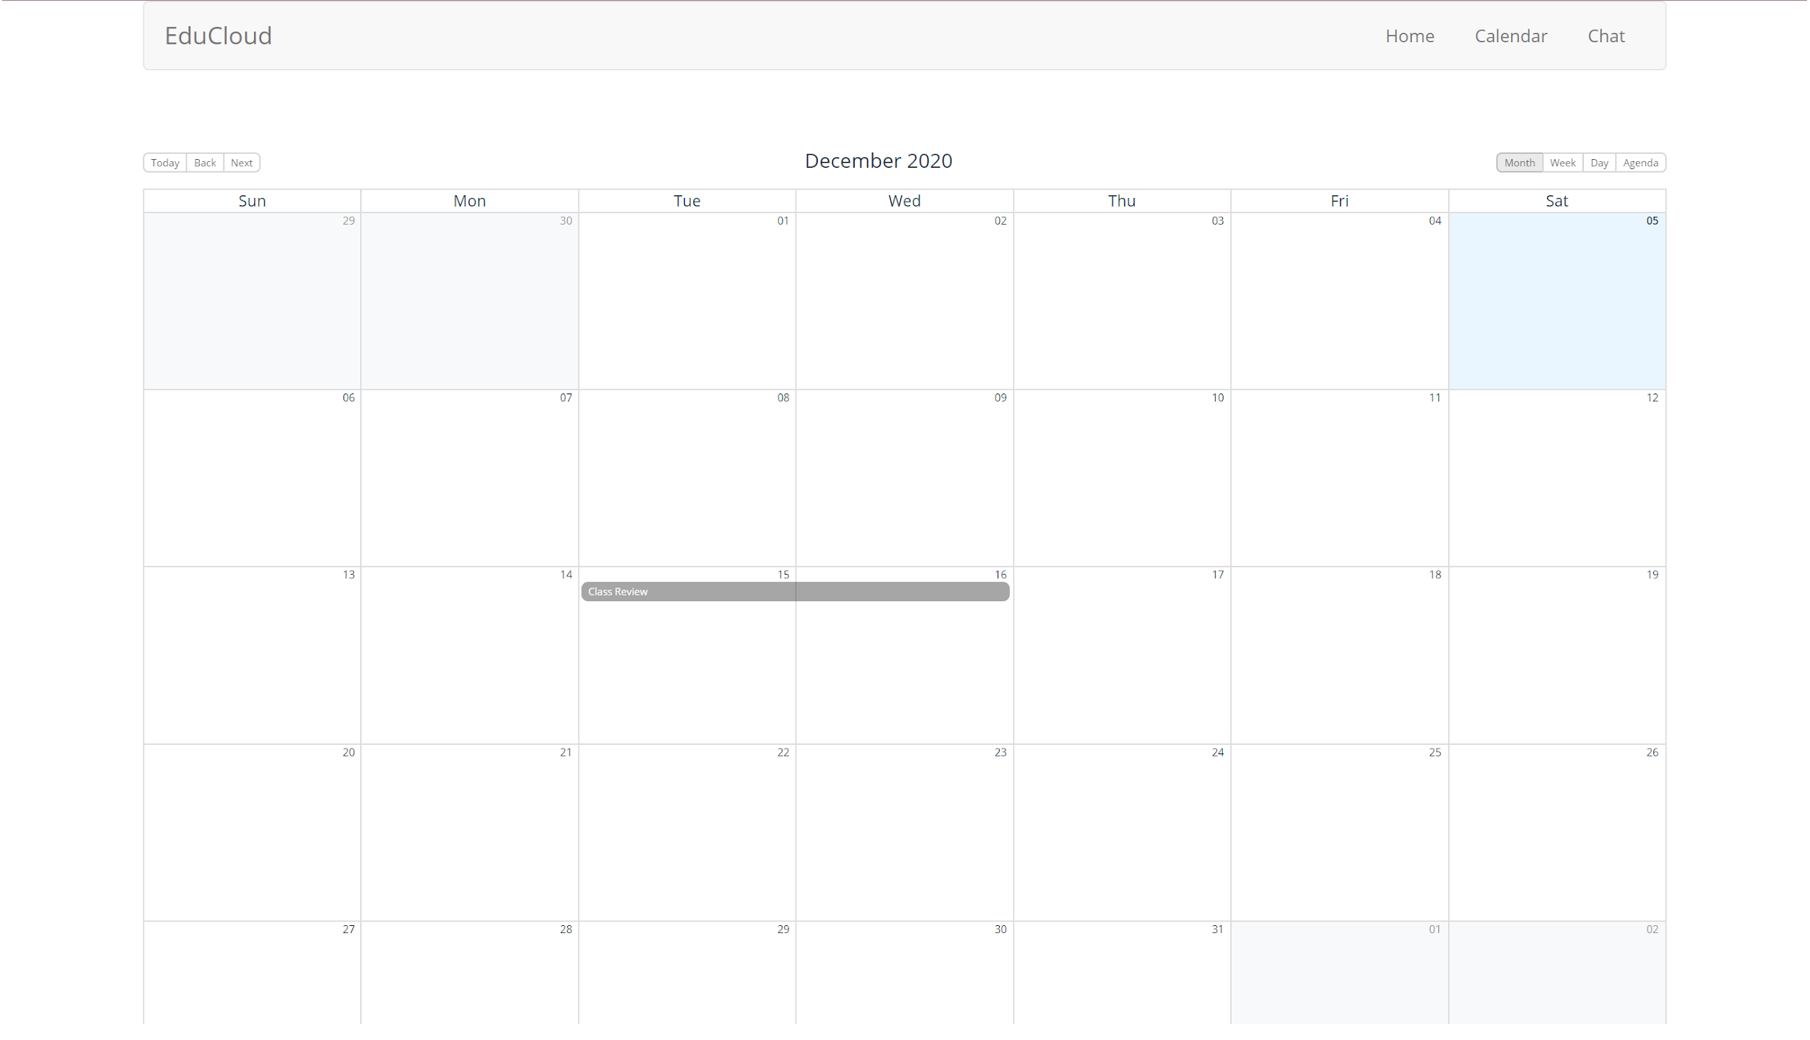 EduCloud Home Calendar Chat
Today Back Next December 2020 Month Week Day Agenda
Sun Mon Tue Wed Thu Fri Sat
29 30 01 02 03 04 05
06 07 08 09 10 11 12
13 14 15 16 17 18 19
Class Review
20 21 22 23 24 25 26
27 28 29 30 31 01 02